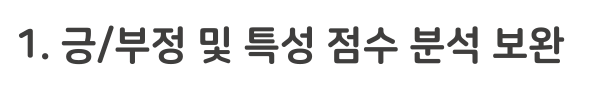 1. 긍/부정 및 특성 점수 분석 보완